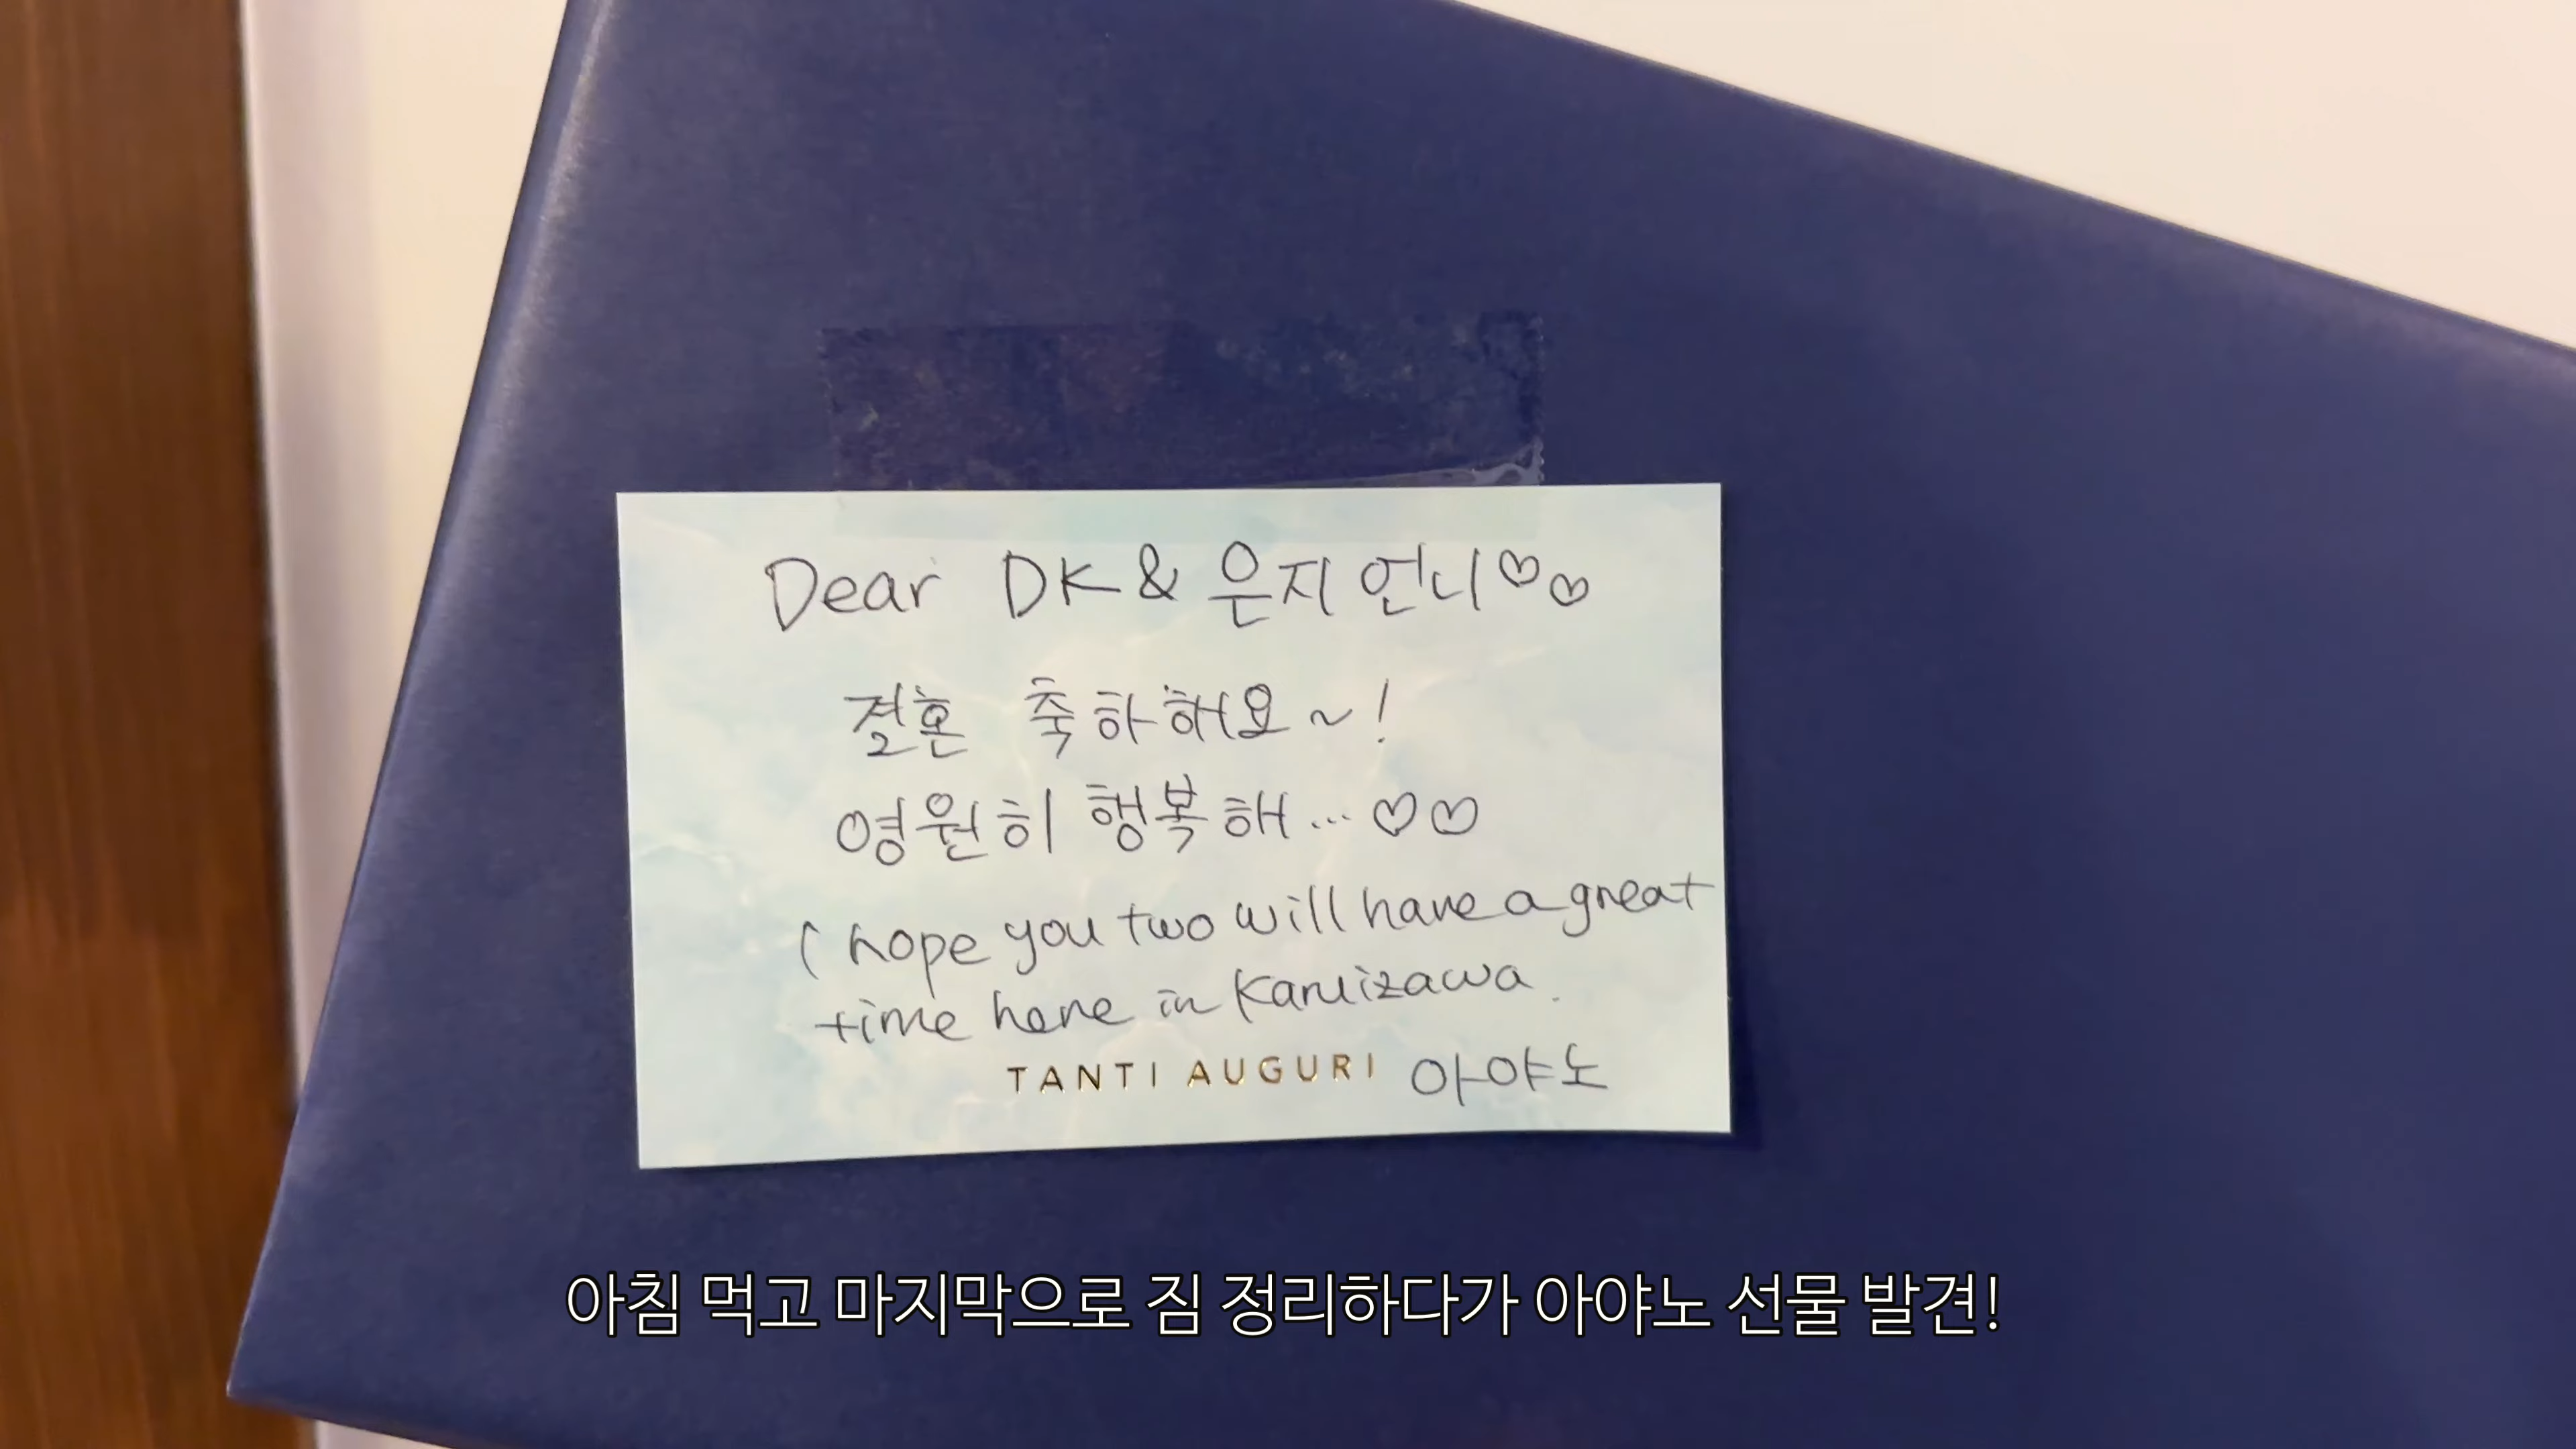 Dear DK & 은지 언니♡♡
결혼 축하해요~!
영원히 행복해...♡♡
I hope you two will have a great
time here in Karuizawa.
TANTI AUGURI 아야노
아침 먹고 마지막으로 짐 정리하다가 아야노 선물 발견!